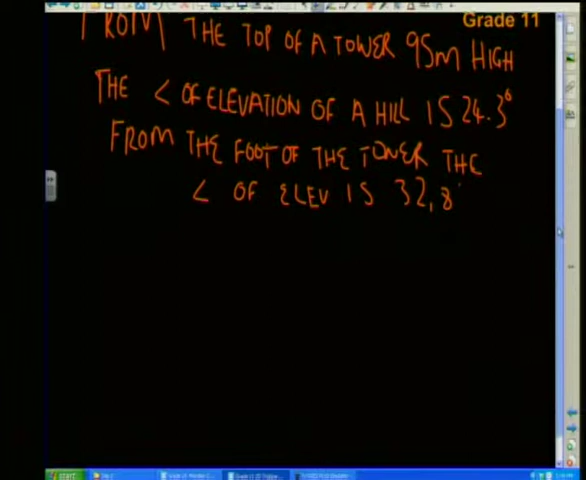 Grade 11
FROM THE TOP OF A TOWER 95m HIGH
THE < OF ELEVATION OF A HILL IS 24.3°
FROM THE FOOT OF THE TOWER THE
< OF ELEV IS 32,8
start